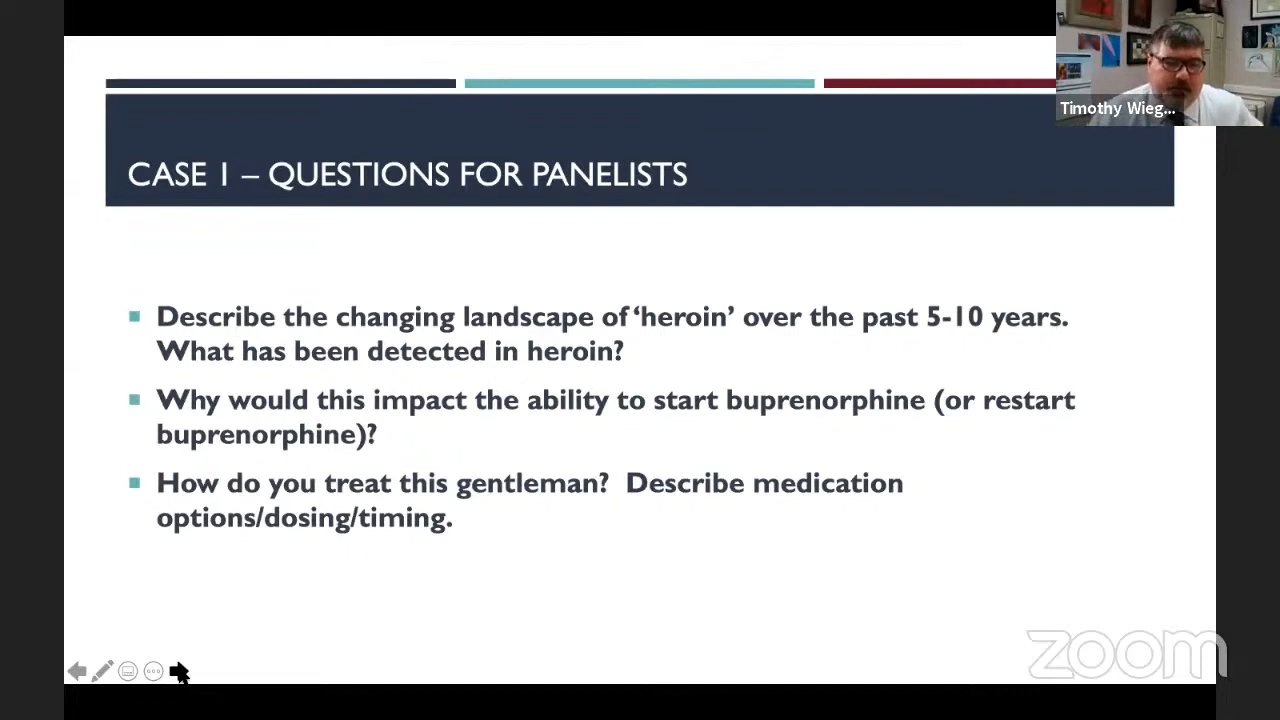 Timothy Wieg...
CASE 1 – QUESTIONS FOR PANELISTS
Describe the changing landscape of 'heroin' over the past 5-10 years.
What has been detected in heroin?
Why would this impact the ability to start buprenorphine (or restart
buprenorphine)?
How do you treat this gentleman?  Describe medication
options/dosing/timing.
zoom